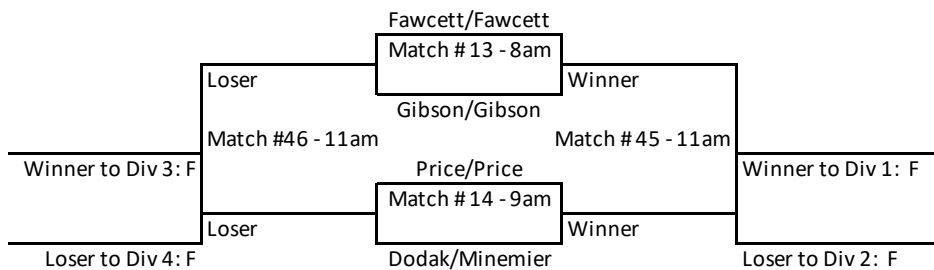 Fawcett/Fawcett
Match #13 - 8am
Loser
Winner
Gibson/Gibson
Match #46 - 11am
Match #45 - 11am
Winner to Div 3: F
Price/Price
Winner to Div 1: F
Match #14 - 9am
Loser
Winner
Loser to Div 4: F
Dodak/Minemier
Loser to Div 2: F